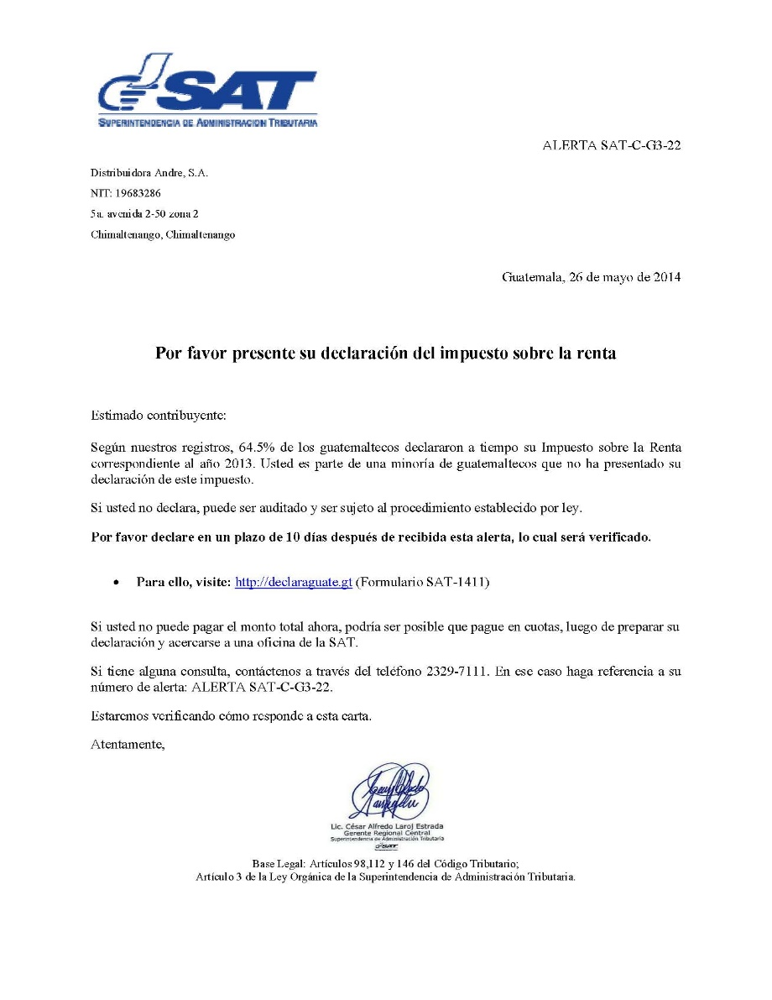 SAT
SUPERINTENDENCIA DE ADMINISTRACION TRIBUTARIA
ALERTA SAT-C-G3-22
Distribuidora Andre, S.A.
NIT: 19683286
5a. avenida 2-50 zona 2
Chimaltenango, Chimaltenango
Guatemala, 26 de mayo de 2014
Por favor presente su declaración del impuesto sobre la renta
Estimado contribuyente:
Según nuestros registros, 64.5% de los guatemaltecos declararon a tiempo su Impuesto sobre la Renta
correspondiente al año 2013. Usted es parte de una minoría de guatemaltecos que no ha presentado su
declaración de este impuesto.
Si usted no declara, puede ser auditado y ser sujeto al procedimiento establecido por ley.
Por favor declare en un plazo de 10 días después de recibida esta alerta, lo cual será verificado.
• Para ello, visite: http://declaraguate.gt (Formulario SAT-1411)
Si usted no puede pagar el monto total ahora, podría ser posible que pague en cuotas, luego de preparar su
declaración y acercarse a una oficina de la SAT.
Si tiene alguna consulta, contáctenos a través del teléfono 2329-7111. En ese caso haga referencia a su
número de alerta: ALERTA SAT-C-G3-22.
Estaremos verificando cómo responde a esta carta.
Atentamente,
Lic. César Alfredo Laroj Estrada
Gerente Regional Central
Superintendencia de Administración Tributaria
SAT
Base Legal: Artículos 98,112 y 146 del Código Tributario;
Artículo 3 de la Ley Orgánica de la Superintendencia de Administración Tributaria.